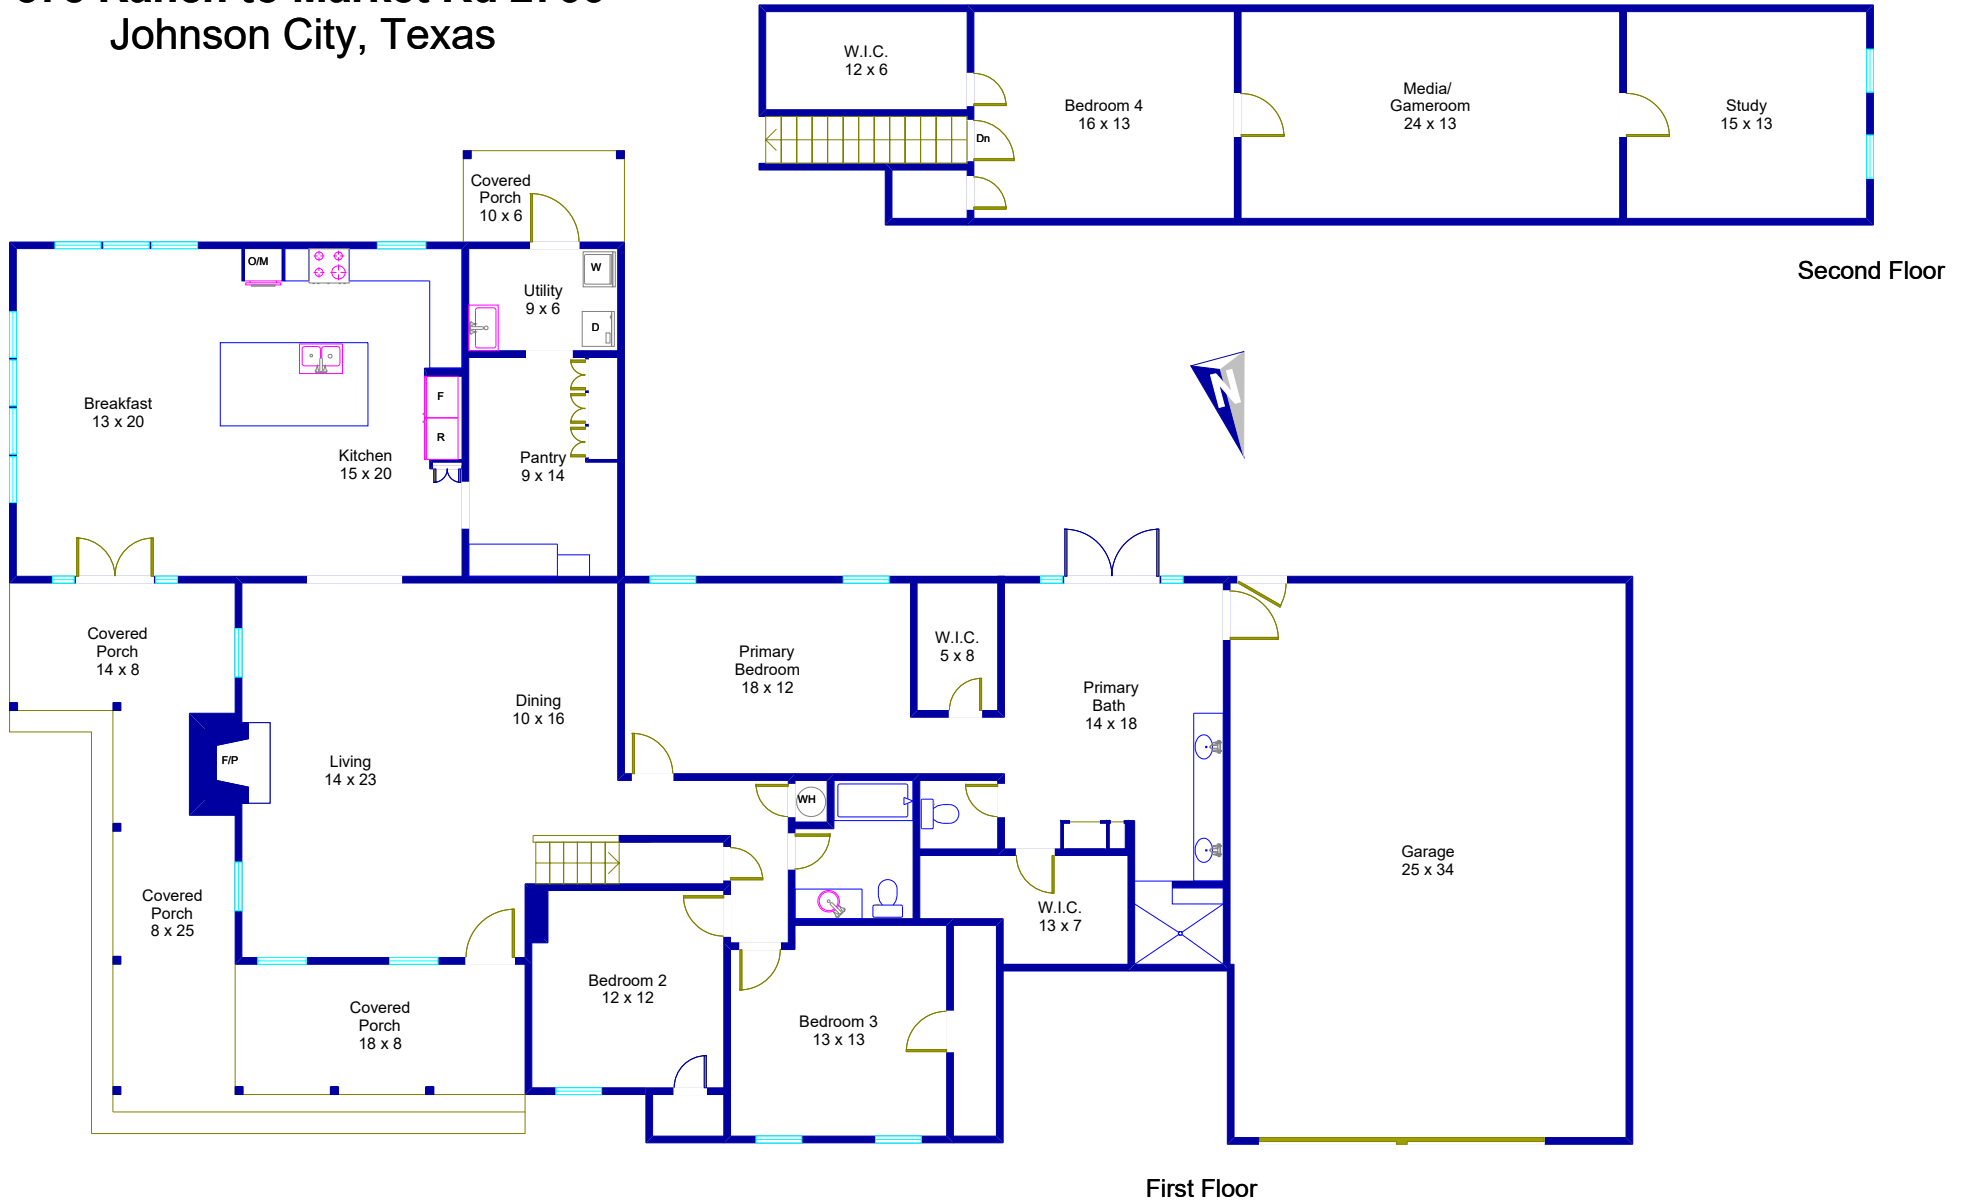 Johnson City, Texas
W.I.C.
12 x 6
Bedroom 4
16 x 13
Media/
Gameroom
24 x 13
Study
15 x 13
Dn
Second Floor
Covered
Porch
10 x 6
O/M
W
Utility
9 x 6
D
Breakfast
13 x 20
F
R
Kitchen
15 x 20
Pantry
9 x 14
N
Covered
Porch
14 x 8
Primary
Bedroom
18 x 12
W.I.C.
5 x 8
Primary
Bath
14 x 18
Dining
10 x 16
F/P
Living
14 x 23
WH
Garage
25 x 34
Covered
Porch
8 x 25
W.I.C.
13 x 7
Bedroom 2
12 x 12
Covered
Porch
18 x 8
Bedroom 3
13 x 13
First Floor